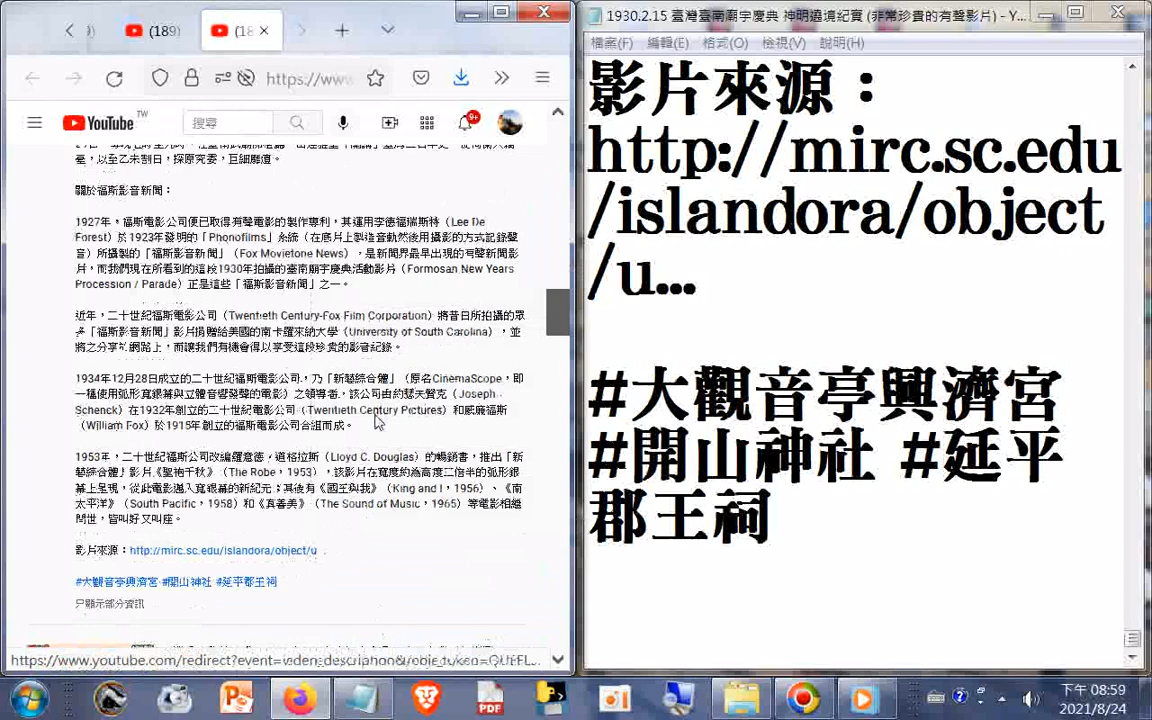 (189)
(18
https://www.
YouTube TW
搜尋
9+
臺，以至乙未割日，探原究委，巨細靡遺。
關於福斯影音新聞：
1927年，福斯電影公司便已取得有聲電影的製作專利，其運用李德福瑞斯特（Lee De
Forest）於1923年發明的「Phonofilms」系統（在底片上製造音軌然後用攝影的方式記錄聲
音）所攝製的「福斯影音新聞」（Fox Movietone News），是新聞界最早出現的有聲新聞影
片，而我們現在所看到的這段1930年拍攝的臺南廟宇慶典活動影片（Formosan New Years
Procession / Parade）正是這些「福斯影音新聞」之一。
近年，二十世紀福斯電影公司（Twentieth Century-Fox Film Corporation）將昔日所拍攝的眾
多「福斯影音新聞」影片捐贈給美國的南卡羅來納大學（University of South Carolina），並
將之分享於網路上，而讓我們有機會得以享受這段珍貴的影音紀錄。
1934年12月28日成立的二十世紀福斯電影公司，乃「新藝綜合體」（原名CinemaScope，即
一種使用弧形寬銀幕與立體音響發聲的電影）之領導者，該公司由約瑟夫賢克（Joseph
Schenck）在1932年創立的二十世紀電影公司（Twentieth Century Pictures）和威廉福斯
（William Fox）於1915年創立的福斯電影公司合組而成。
1953年，二十世紀福斯公司改編羅意德・道格拉斯（Lloyd C. Douglas）的暢銷書，推出「新
藝綜合體」影片《聖袍千秋》（The Robe，1953），該影片在寬度約為高度二倍半的弧形銀
幕上呈現，從此電影邁入寬銀幕的新紀元；其後有《國王與我》（King and I，1956）、《南
太平洋》（South Pacific，1958）和《真善美》（The Sound of Music，1965）等電影相繼
問世，皆叫好又叫座。
影片來源：http://mirc.sc.edu/islandora/object/u
#大觀音亭興濟宮 #開山神社 #延平郡王祠
只顯示部分資訊
1930.2.15 臺灣臺南廟宇慶典 神明遶境紀實 (非常珍貴的有聲影片) - Y...
檔案(F) 編輯(E) 格式(O) 檢視(V) 說明(H)
影片來源：
http://mirc.sc.edu
/islandora/object
/u...
#大觀音亭興濟宮
#開山神社 #延平
郡王祠
PDF
下午 08:59
2021/8/24